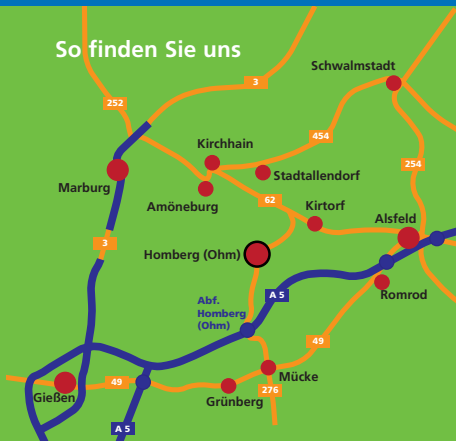 So finden Sie uns
Schwalmstadt
3
252
454
Kirchhain
254
Stadtallendorf
Marburg
62
Kirtorf
Amöneburg
Alsfeld
3
Homberg (Ohm)
A 5
Romrod
Abf.
Homberg
(Ohm)
49
Mücke
49
276
Gießen
Grünberg
A 5